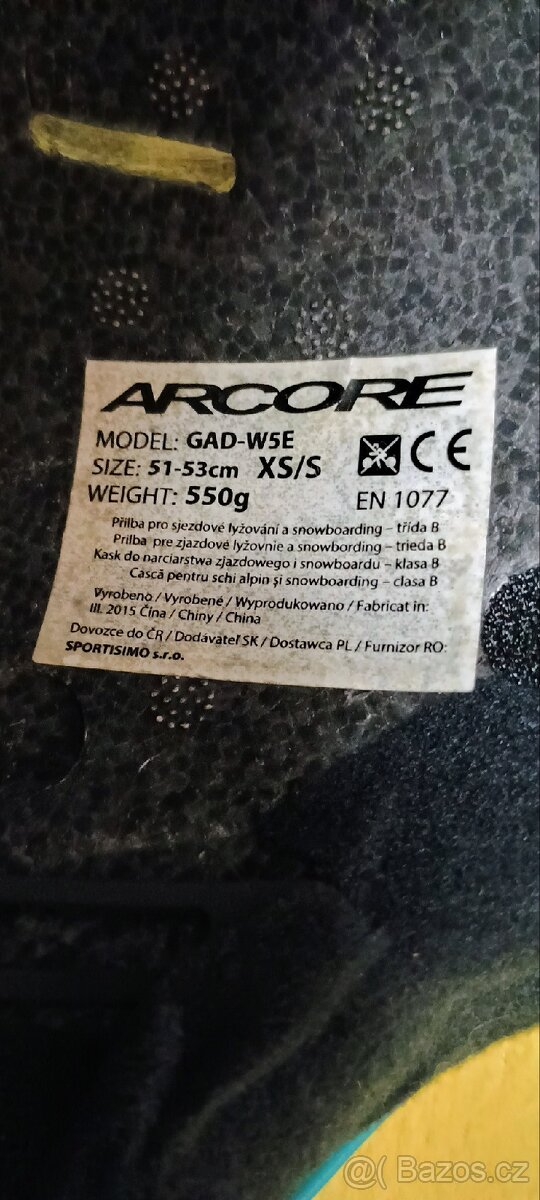 ARCORE
MODEL: GAD-W5E
SIZE: 51-53cm XS/S CE
WEIGHT: 550g EN 1077
Přilba pro sjezdové lyžování a snowboarding – třída B
Prilba pre zjazdové lyžovnie a snowboarding – trieda B
Kask do narciarstwa zjazdowego i snowboardu – klasa B
Cască pentru schi alpin și snowboarding – clasa B
Vyrobeno / Vyrobené / Wyprodukowano / Fabricat in:
III. 2015 Čína / Chiny / China
Dovozce do ČR / Dodávateľ SK / Dostawca PL / Furnizor RO:
SPORTISIMO s.r.o.
@( Bazos.cz